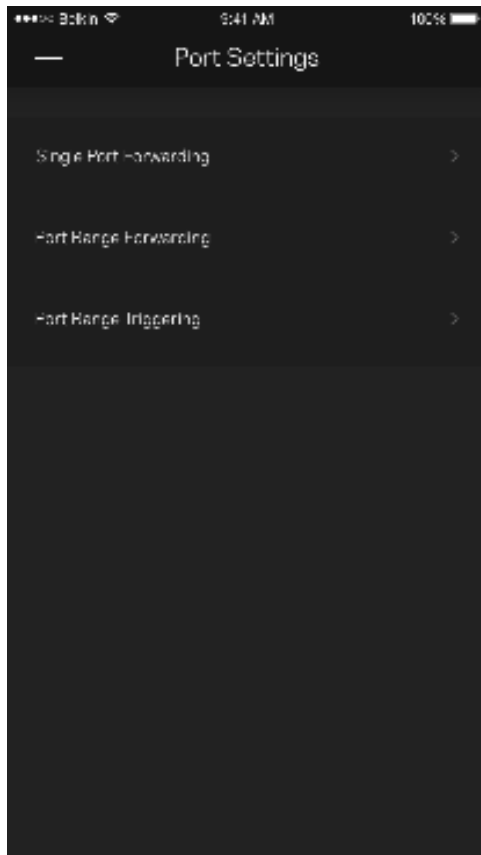 Belkin 9:41 AM 100%
Port Settings
Single Port Forwarding
Port Range Forwarding
Port Range Triggering